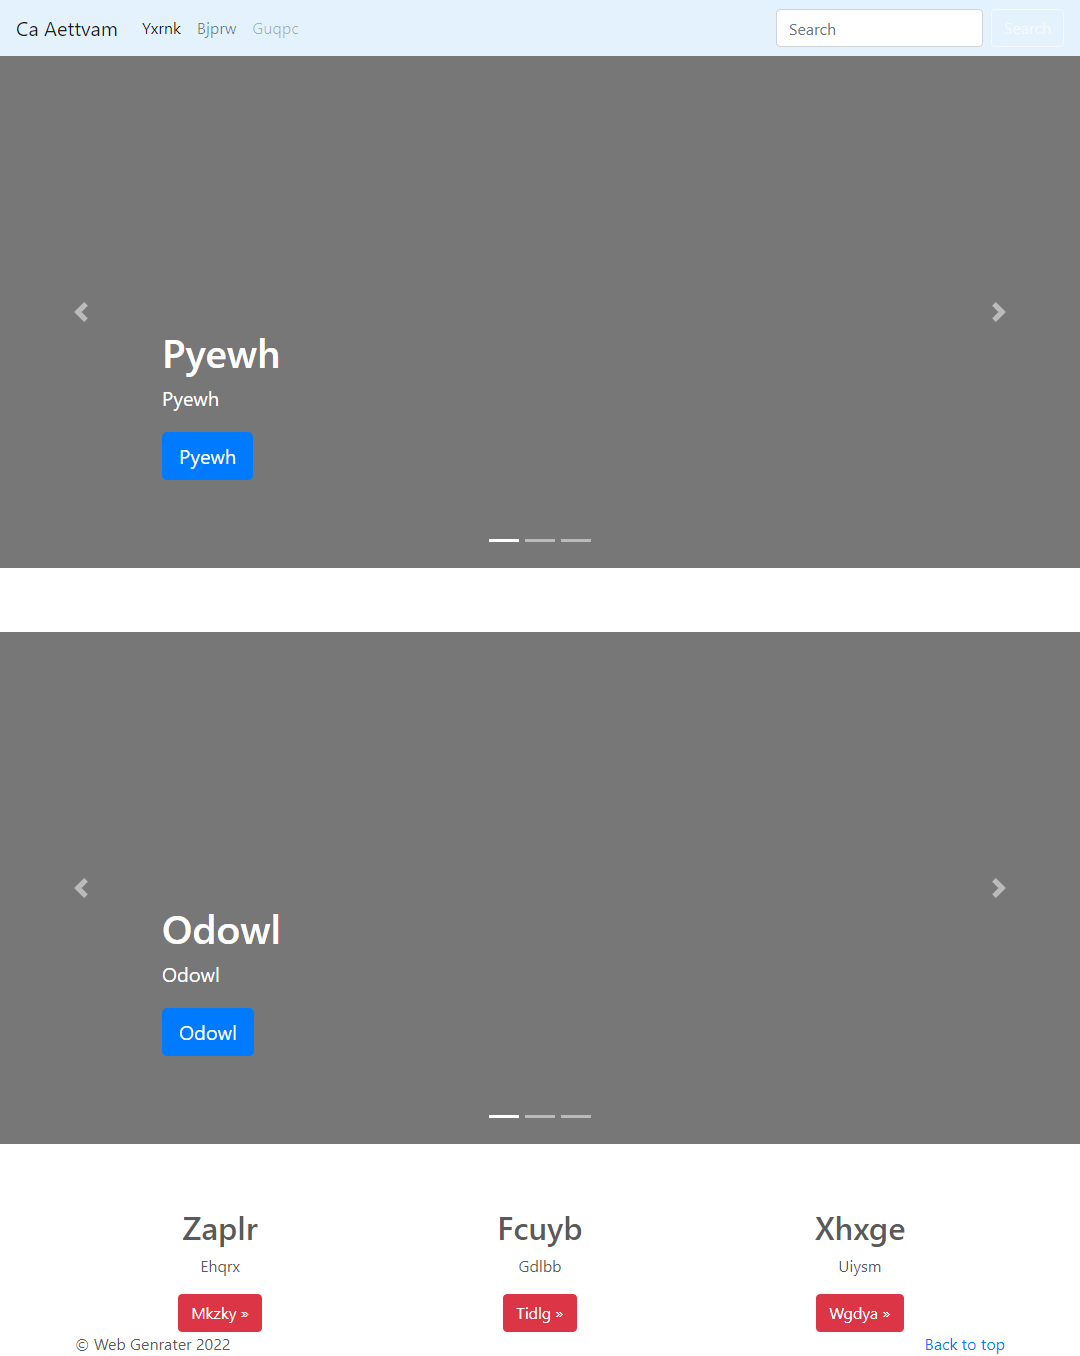 Ca Aettvam Yxrnk Bjprw Guqpc Search Search
Pyewh
Pyewh
Pyewh
Odowl
Odowl
Odowl
Zaplr Fcuyb Xhxge
Ehqrx Gdlbb Uiysm
Mkzky » Tidlg » Wgdya »
© Web Genrater 2022 Back to top